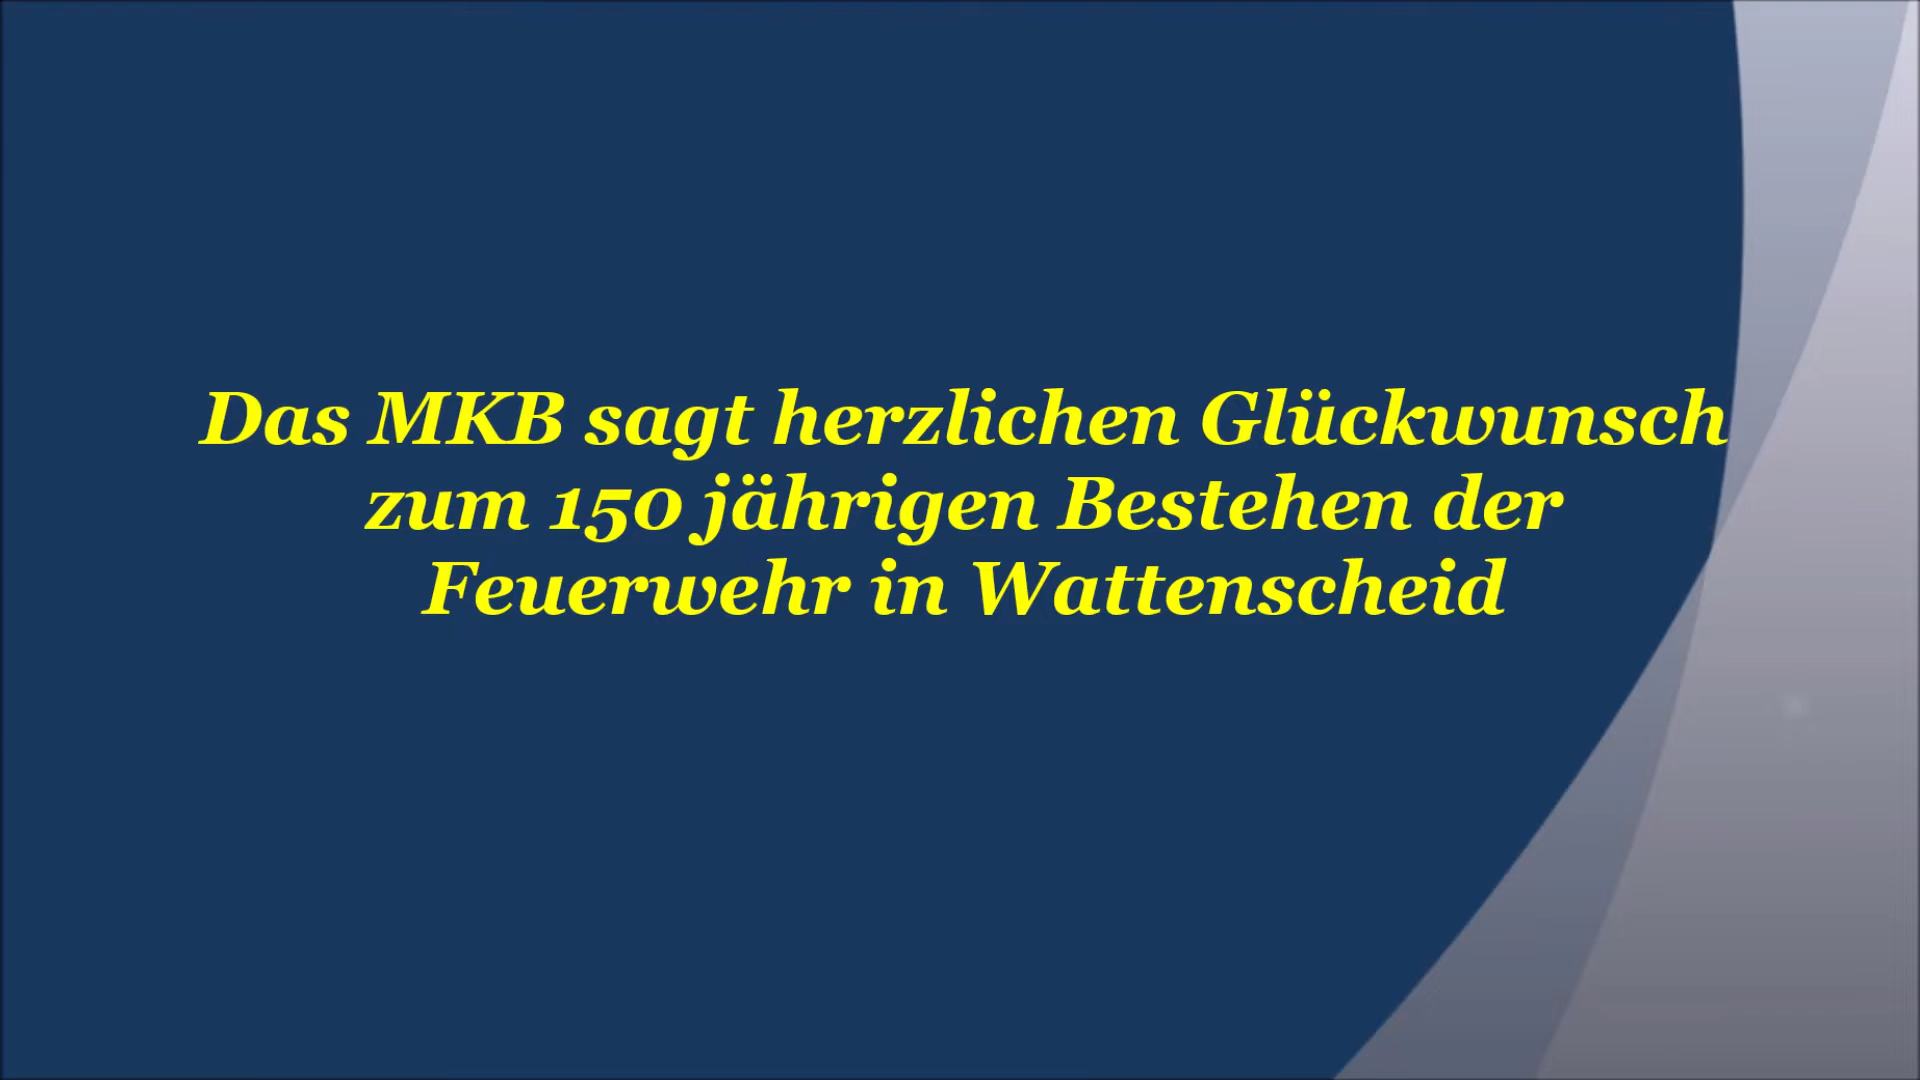 Das MKB sagt herzlichen Glückwunsch
zum 150 jährigen Bestehen der
Feuerwehr in Wattenscheid